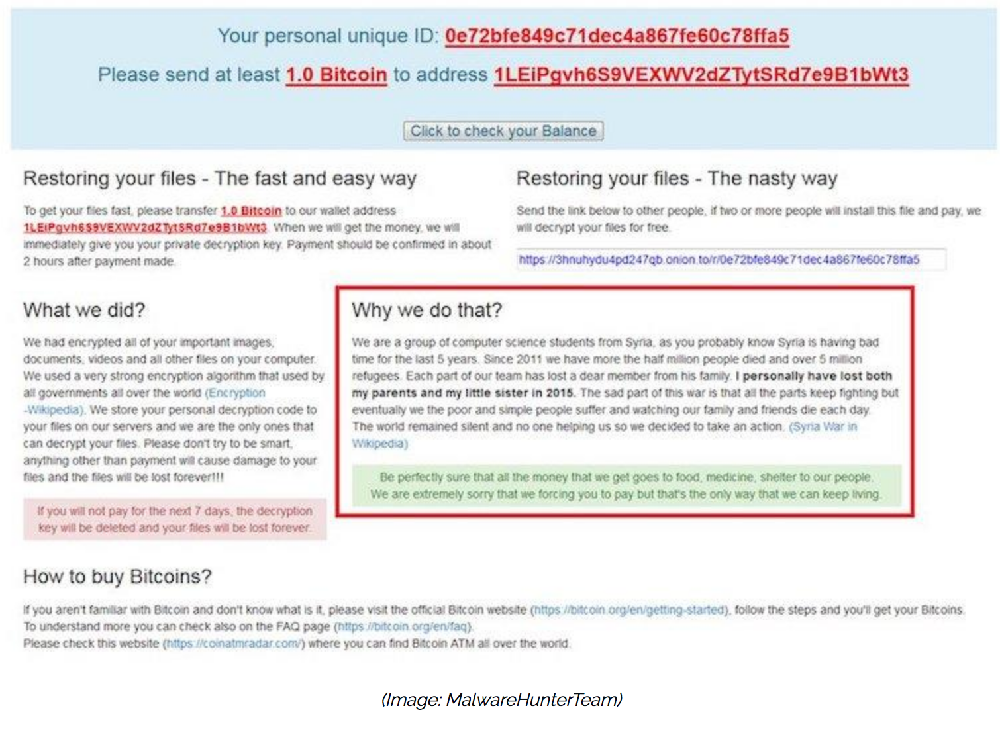 Your personal unique ID: 0e72bfe849c71dec4a867fe60c78ffa5
Please send at least 1.0 Bitcoin to address 1LEiPgvh6S9VEXWV2dZTytSRd7e9B1bWt3
Click to check your Balance
Restoring your files - The fast and easy way
To get your files fast, please transfer 1.0 Bitcoin to our wallet address
1LEiPgvh6S9VEXWV2dZTytSRd7e9B1bWt3. When we will get the money, we will
immediately give you your private decryption key. Payment should be confirmed in about
2 hours after payment made.
Restoring your files - The nasty way
Send the link below to other people, if two or more people will install this file and pay, we
will decrypt your files for free.
https://3hnuhydu4pd247qb.onion.to/r/0e72bfe849c71dec4a867fe60c78ffa5
What we did?
We had encrypted all of your important images,
documents, videos and all other files on your computer.
We used a very strong encryption algorithm that used by
all governments all over the world (Encryption
-Wikipedia). We store your personal decryption code to
your files on our servers and we are the only ones that
can decrypt your files. Please don't try to be smart,
anything other than payment will cause damage to your
files and the files will be lost forever!!!
If you will not pay for the next 7 days, the decryption
key will be deleted and your files will be lost forever.
Why we do that?
We are a group of computer science students from Syria, as you probably know Syria is having bad
time for the last 5 years. Since 2011 we have more the half million people died and over 5 million
refugees. Each part of our team has lost a dear member from his family. I personally have lost both
my parents and my little sister in 2015. The sad part of this war is that all the parts keep fighting but
eventually we the poor and simple people suffer and watching our family and friends die each day.
The world remained silent and no one helping us so we decided to take an action. (Syria War in
Wikipedia)
Be perfectly sure that all the money that we get goes to food, medicine, shelter to our people.
We are extremely sorry that we forcing you to pay but that's the only way that we can keep living.
How to buy Bitcoins?
If you aren't familiar with Bitcoin and don't know what is it, please visit the official Bitcoin website (https://bitcoin.org/en/getting-started), follow the steps and you'll get your Bitcoins.
To understand more you can check also on the FAQ page (https://bitcoin.org/en/faq).
Please check this website (https://coinatmradar.com/) where you can find Bitcoin ATM all over the world.
(Image: MalwareHunterTeam)